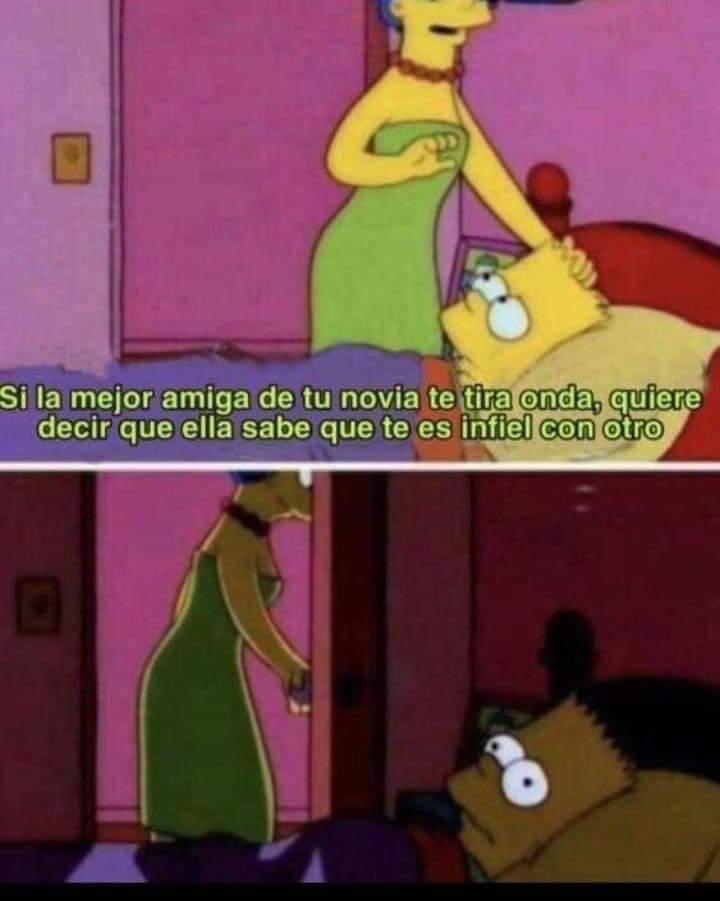 Si la mejor amiga de tu novia te tira onda, quiere
decir que ella sabe que te es infiel con otro